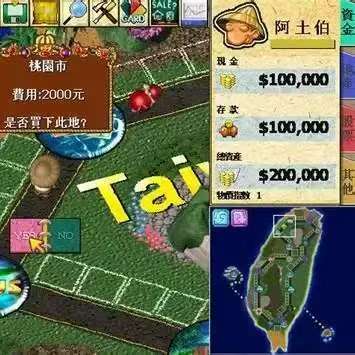 CARD
SALE?
桃園市
費用:2000元
是否買下此地?
YES
NO
Tai
阿土伯
現金
$100,000
存款
$100,000
總資產
$200,000
物價指數 1
資金
其他